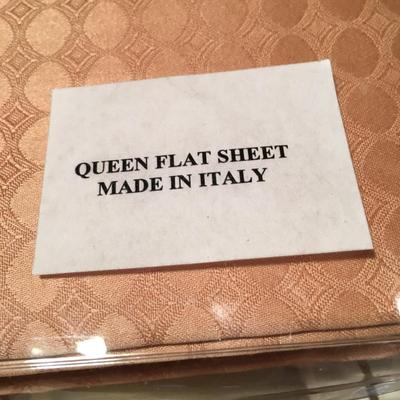 QUEEN FLAT SHEET
MADE IN ITALY